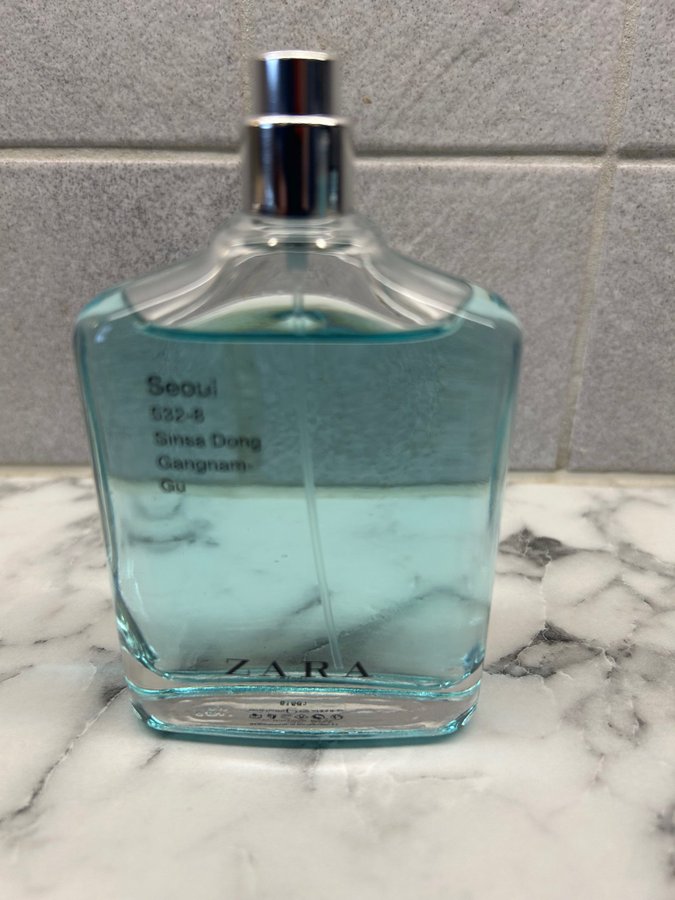 Seoul
532-8
Sinsa Dong
Gangnam-
Gu
ZARA